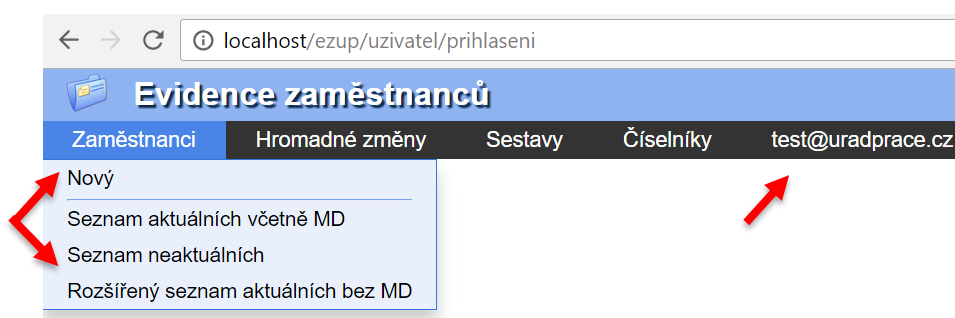 localhost/ezup/uzivatel/prihlaseni
Evidence zaměstnanců
Zaměstnanci Hromadné změny Sestavy Číselníky test@uradprace.cz
Nový
Seznam aktuálních včetně MD
Seznam neaktuálních
Rozšířený seznam aktuálních bez MD